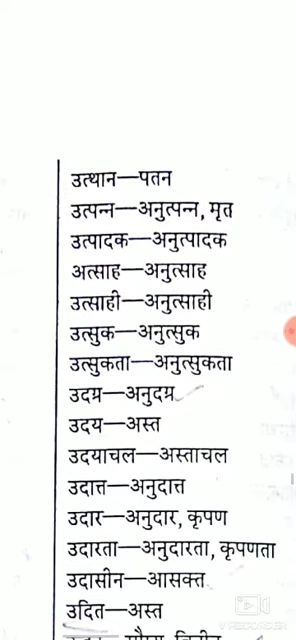 उत्थान—पतन
उत्पन्न—अनुत्पन्न, मृत
उत्पादक—अनुत्पादक
अत्साह—अनुत्साह
उत्साही—अनुत्साही
उत्सुक—अनुत्सुक
उत्सुकता—अनुत्सुकता
उदग्र—अनुदग्र
उदय—अस्त
उदयाचल—अस्ताचल
उदात्त—अनुदात्त
उदार—अनुदार, कृपण
उदारता—अनुदारता, कृपणता
उदासीन—आसक्त
उदित—अस्त
V RECORDER